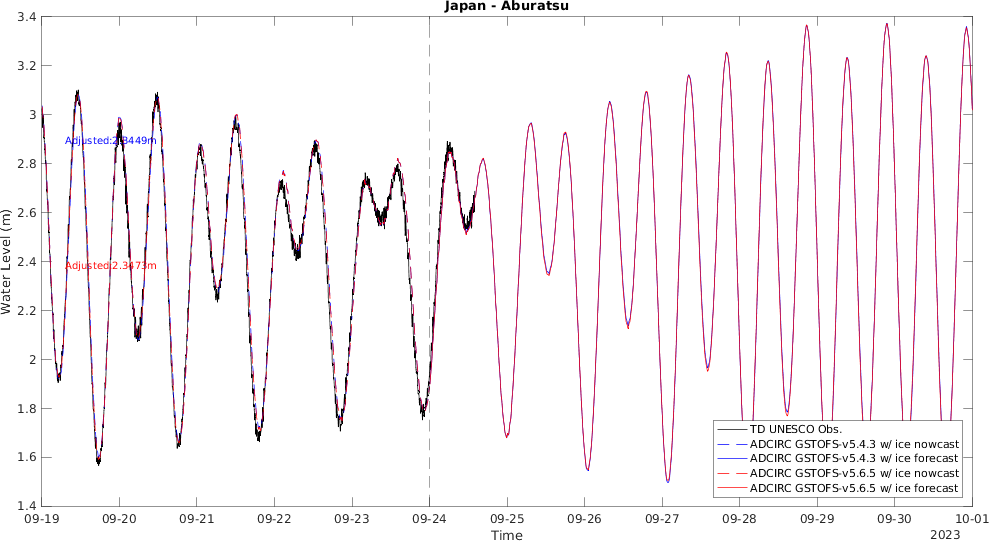 Japan - Aburatsu
3.4
3.2
3
2.8
2.6
2.4
2.2
2
1.8
1.6
1.4
Water Level (m)
Adjusted:2.3449m
Adjusted:2.3473m
TD UNESCO Obs.
ADCIRC GSTOFS-v5.4.3 w/ ice nowcast
ADCIRC GSTOFS-v5.4.3 w/ ice forecast
ADCIRC GSTOFS-v5.6.5 w/ ice nowcast
ADCIRC GSTOFS-v5.6.5 w/ ice forecast
09-19 09-20 09-21 09-22 09-23 09-24 09-25 09-26 09-27 09-28 09-29 09-30 10-01
Time
2023